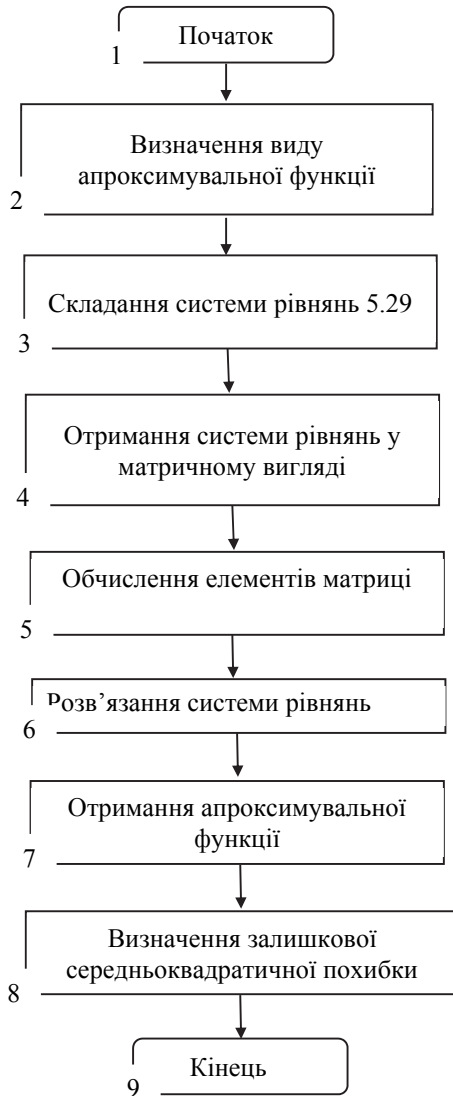 Початок
1
Визначення виду
апроксимувальної функції
2
Складання системи рівнянь 5.29
3
Отримання системи рівнянь у
матричному вигляді
4
Обчислення елементів матриці
5
Розв’язання системи рівнянь
6
Отримання апроксимувальної
функції
7
Визначення залишкової
середньоквадратичної похибки
8
Кінець
9